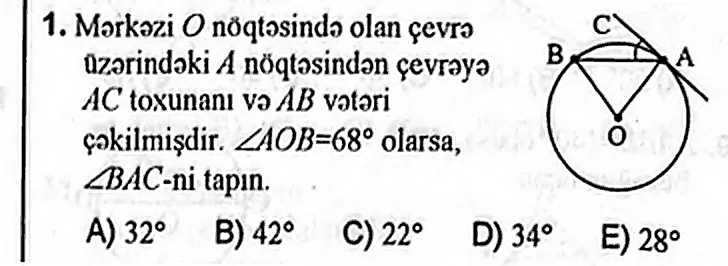 1. Mərkəzi O nöqtəsində olan çevrə
üzərindəki A nöqtəsindən çevrəyə
AC toxunanı və AB vətəri
çəkilmişdir. ∠AOB=68° olarsa,
∠BAC-ni tapın.
C
B
A
O
A) 32° B) 42° C) 22° D) 34° E) 28°